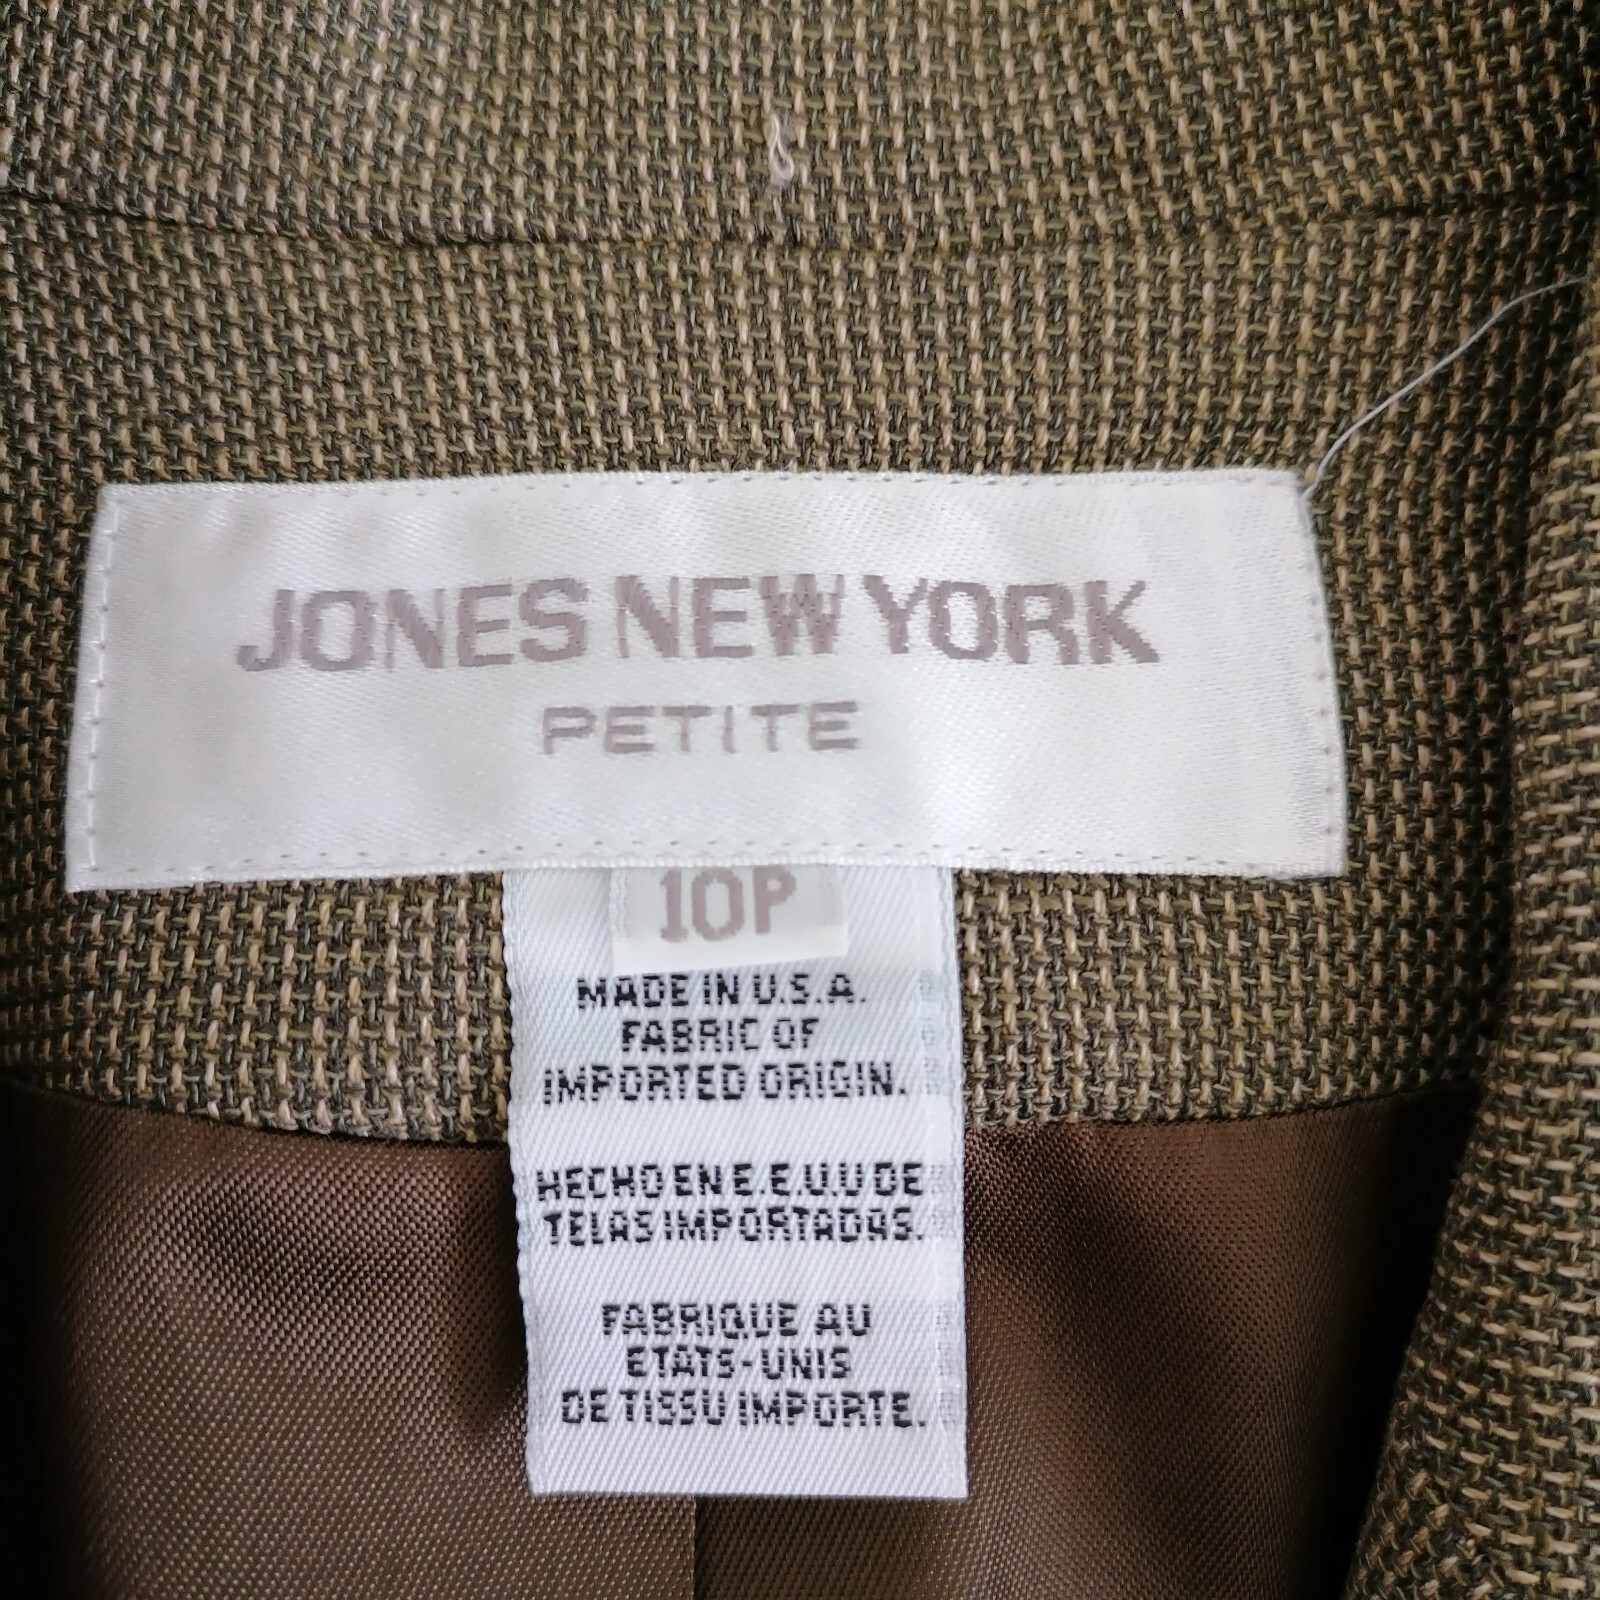 JONES NEW YORK
PETITE
10P
MADE IN U.S.A.
FABRIC OF
IMPORTED ORIGIN.
HECHO EN E.E.U.U DE
TELAS IMPORTADAS.
FABRIQUE AU
ETATS-UNIS
DE TISSU IMPORTE.